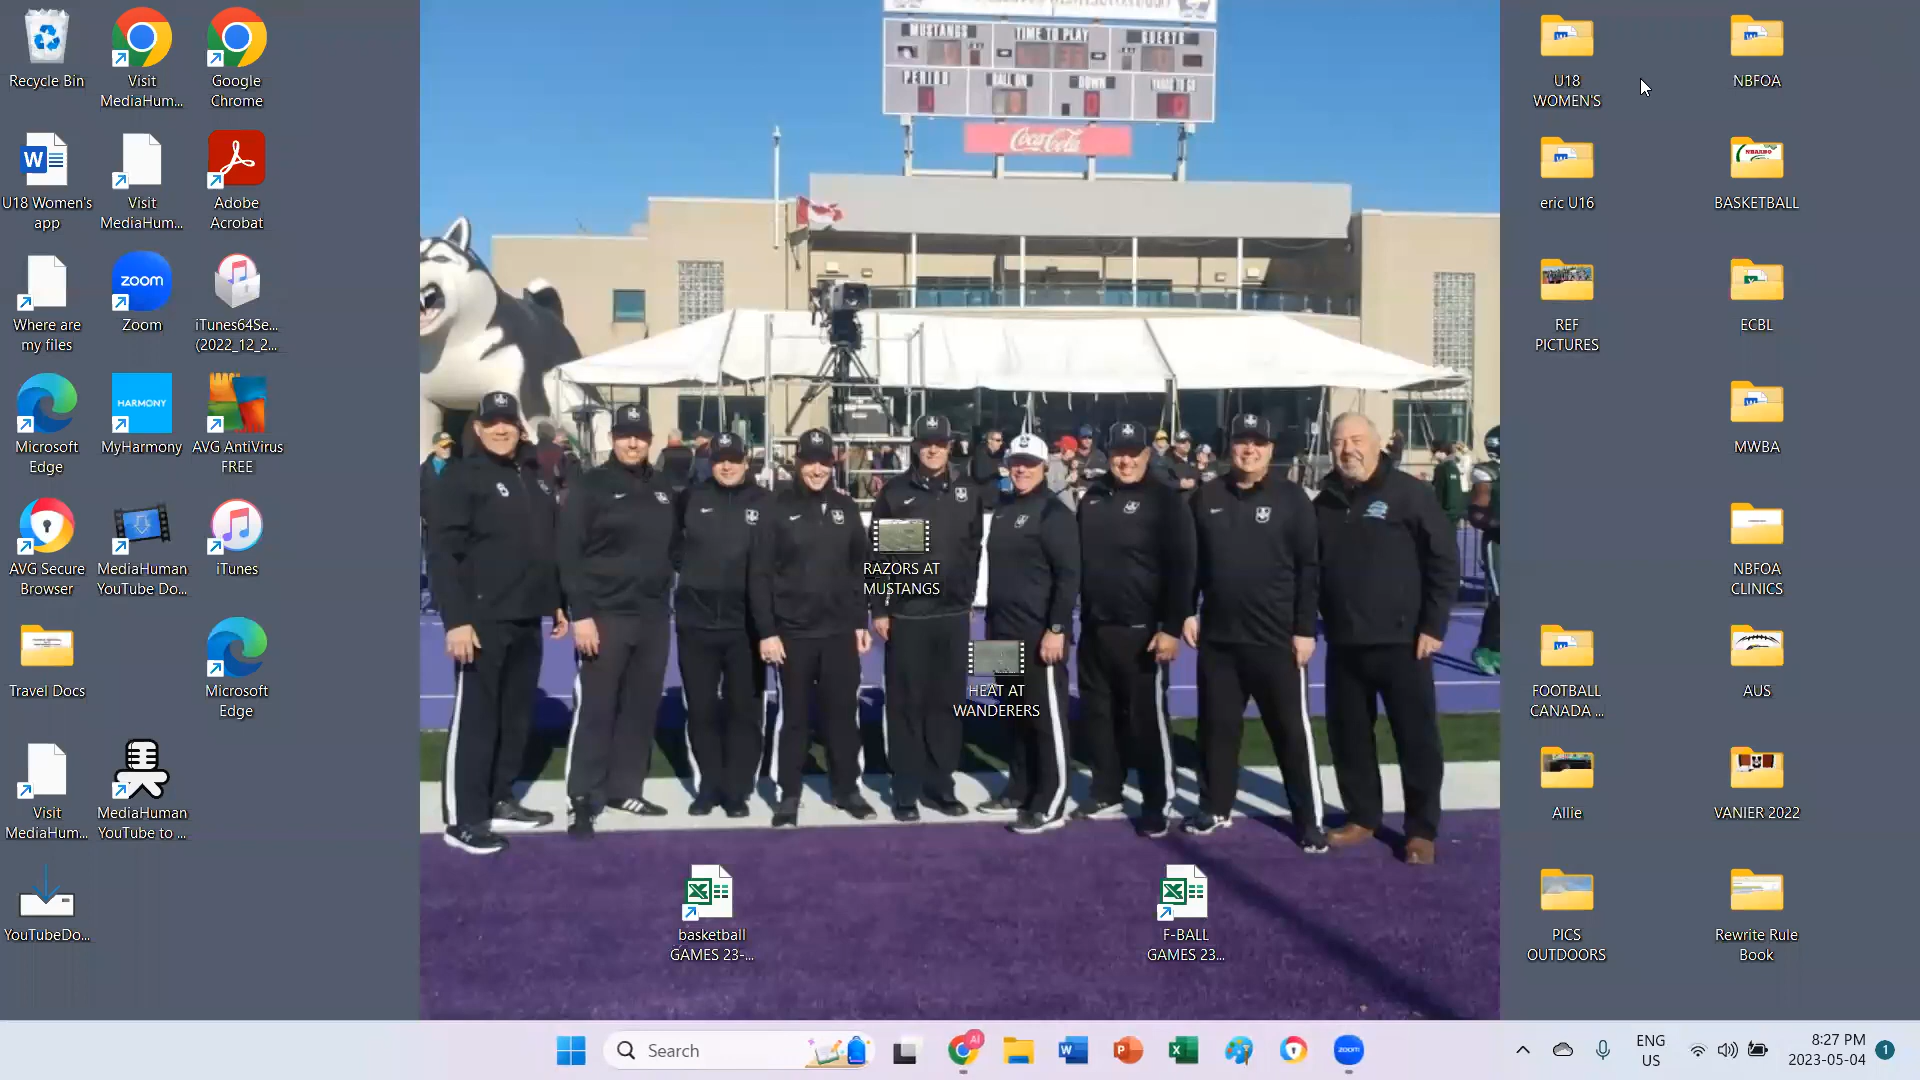 Recycle Bin
Visit
MediaHum...
Google
Chrome
U18 Women's
app
Visit
MediaHum...
Adobe
Acrobat
Where are
my files
zoom
Zoom
iTunes64Se...
(2022_12_2...
Microsoft
Edge
HARMONY
MyHarmony
AVG AntiVirus
FREE
AVG Secure
Browser
MediaHuman
YouTube Do...
iTunes
Travel Docs
Microsoft
Edge
Visit
MediaHum...
MediaHuman
YouTube to ...
YouTubeDo...
MUSTANGS
TIME TO PLAY
GUESTS
PERIOD
BALL ON
DOWN
YARDS TO GO
Coca-Cola
RAZORS AT
MUSTANGS
HEAT AT
WANDERERS
basketball
GAMES 23-...
F-BALL
GAMES 23...
U18
WOMEN'S
NBFOA
eric U16
BASKETBALL
REF
PICTURES
ECBL
MWBA
NBFOA
CLINICS
FOOTBALL
CANADA ...
AUS
Allie
VANIER 2022
PICS
OUTDOORS
Rewrite Rule
Book
Search
AI
zoom
ENG
US
8:27 PM
2023-05-04
1